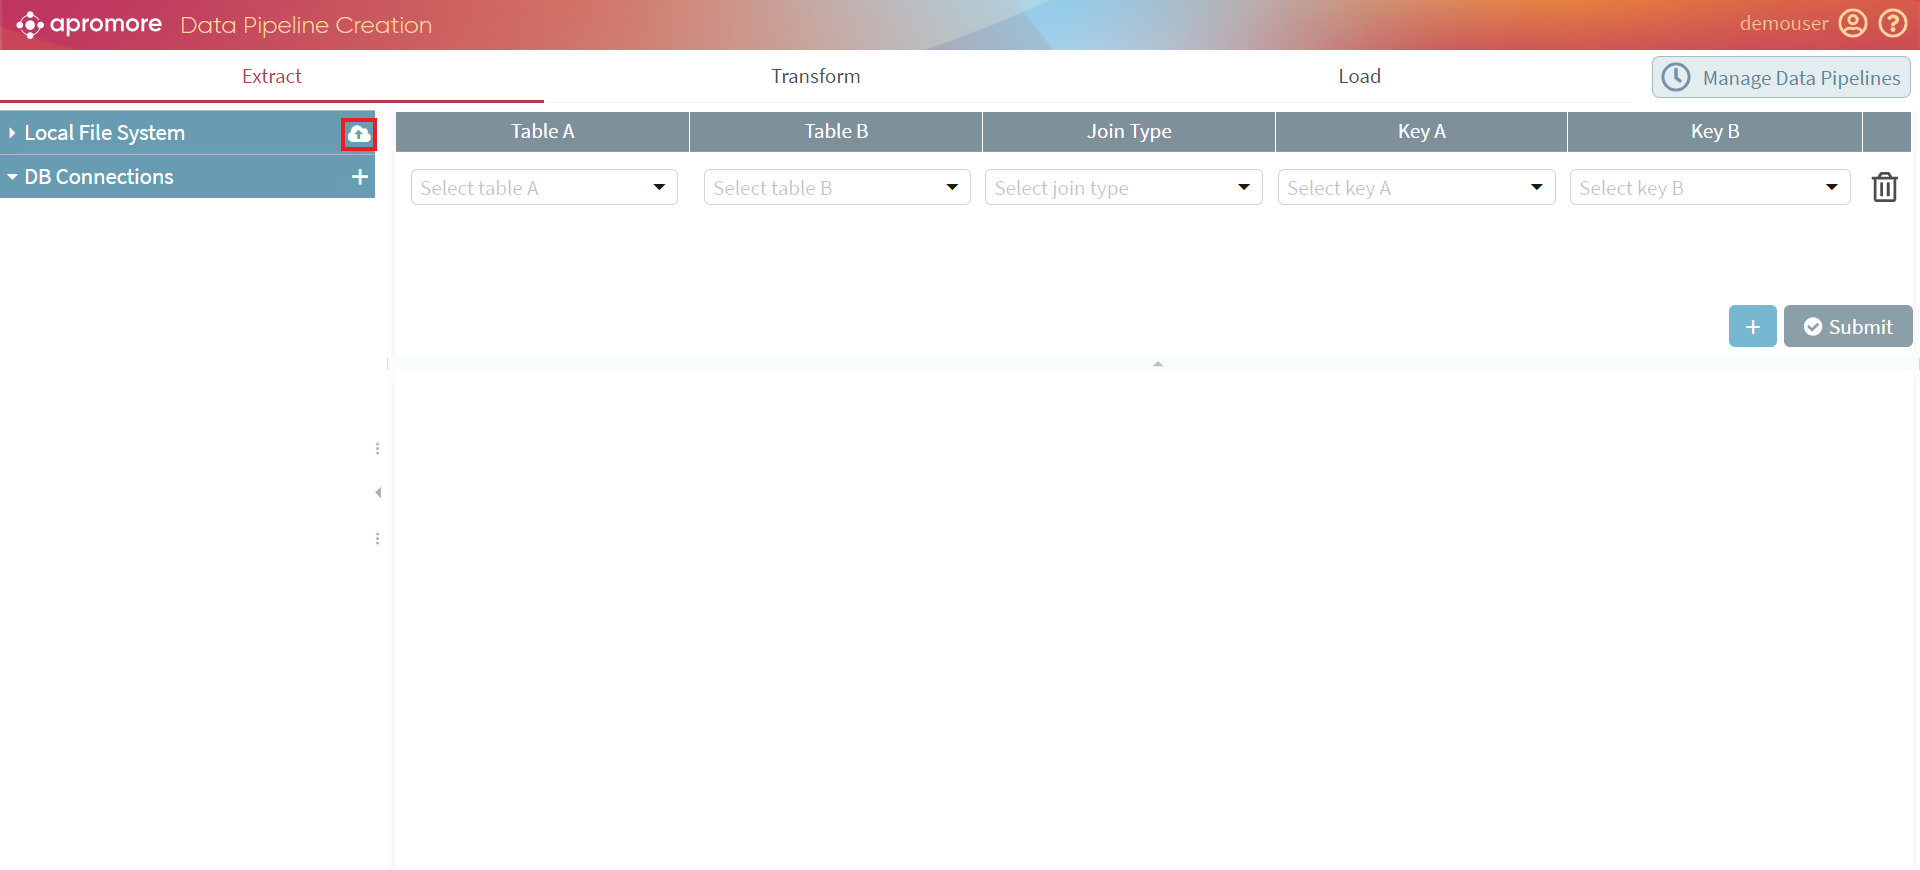 apromore Data Pipeline Creation demouser
Extract Transform Load Manage Data Pipelines
Local File System
DB Connections
Table A Table B Join Type Key A Key B
Select table A Select table B Select join type Select key A Select key B
+ Submit